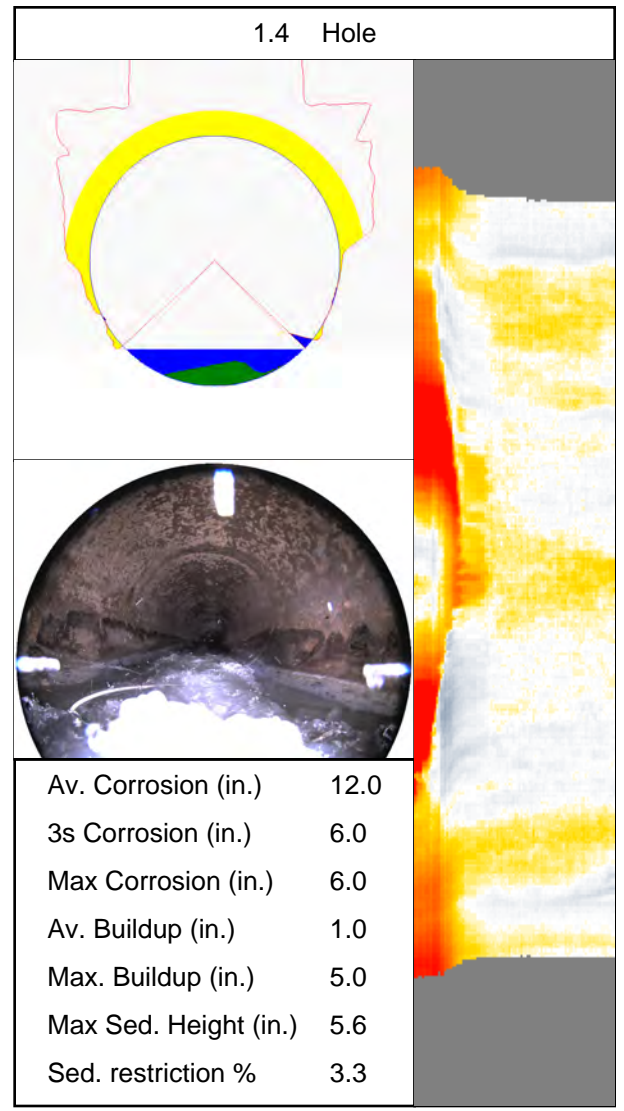 1.4 Hole
Av. Corrosion (in.) 12.0
3s Corrosion (in.) 6.0
Max Corrosion (in.) 6.0
Av. Buildup (in.) 1.0
Max. Buildup (in.) 5.0
Max Sed. Height (in.) 5.6
Sed. restriction % 3.3